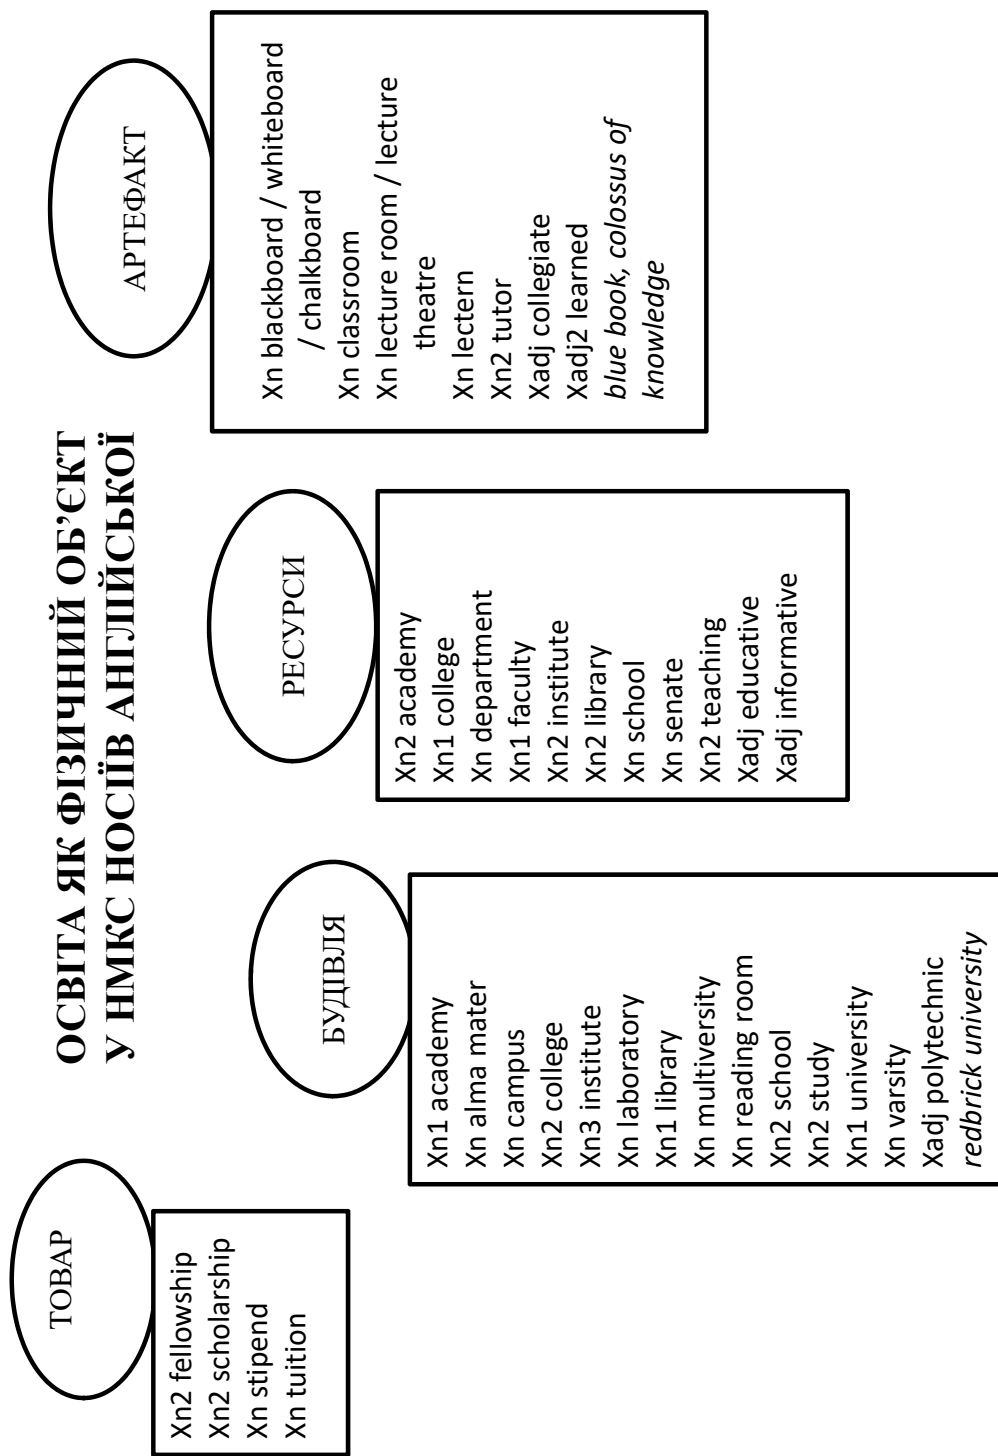 ОСВІТА ЯК ФІЗИЧНИЙ ОБ’ЄКТ
У НМКС НОСІЇВ АНГЛІЙСЬКОЇ
ТОВАР
Xn2 fellowship
Xn2 scholarship
Xn stipend
Xn tuition
БУДІВЛЯ
Xn1 academy
Xn alma mater
Xn campus
Xn2 college
Xn3 institute
Xn laboratory
Xn1 library
Xn multiversity
Xn reading room
Xn2 school
Xn2 study
Xn1 university
Xn varsity
Xadj polytechnic
redbrick university
РЕСУРСИ
Xn2 academy
Xn1 college
Xn department
Xn1 faculty
Xn2 institute
Xn2 library
Xn school
Xn senate
Xn2 teaching
Xadj educative
Xadj informative
АРТЕФАКТ
Xn blackboard / whiteboard
/ chalkboard
Xn classroom
Xn lecture room / lecture
theatre
Xn lectern
Xn2 tutor
Xadj collegiate
Xadj2 learned
blue book, colossus of
knowledge